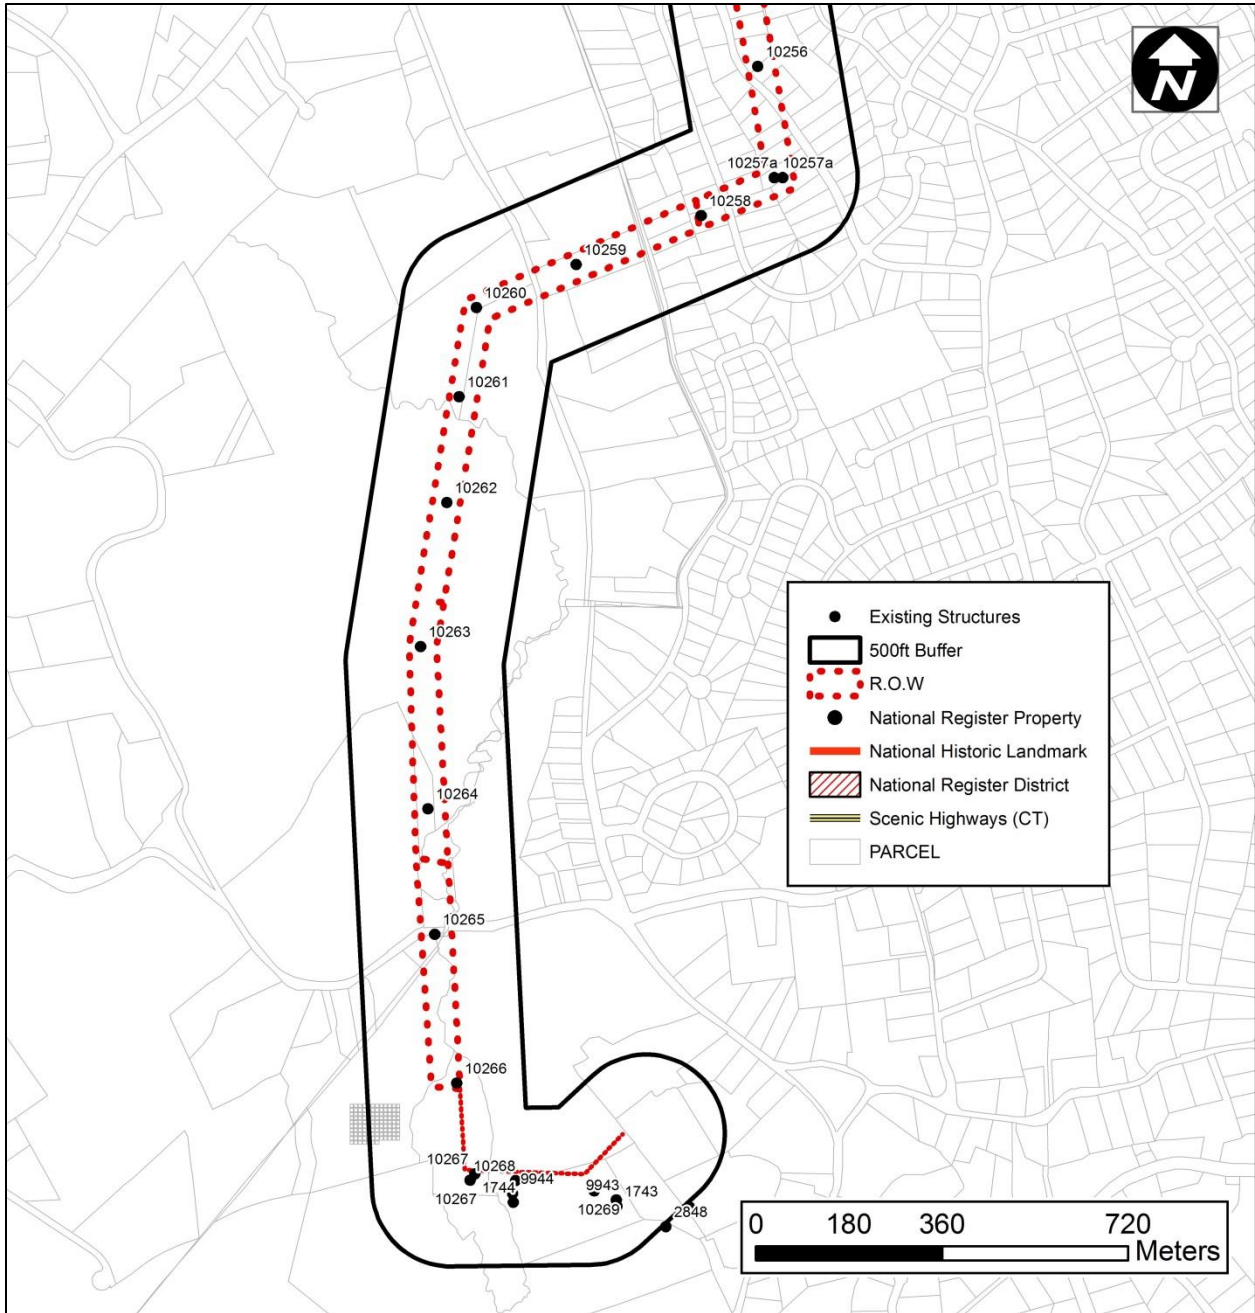 10256
N
10257a 10257a
10258
10259
10260
10261
10262
10263
Existing Structures
500ft Buffer
R.O.W
National Register Property
National Historic Landmark
National Register District
Scenic Highways (CT)
PARCEL
10264
10265
10266
10267
10268
10267
1744
9944
9943
1743
10269
2848
0 180 360 720
Meters